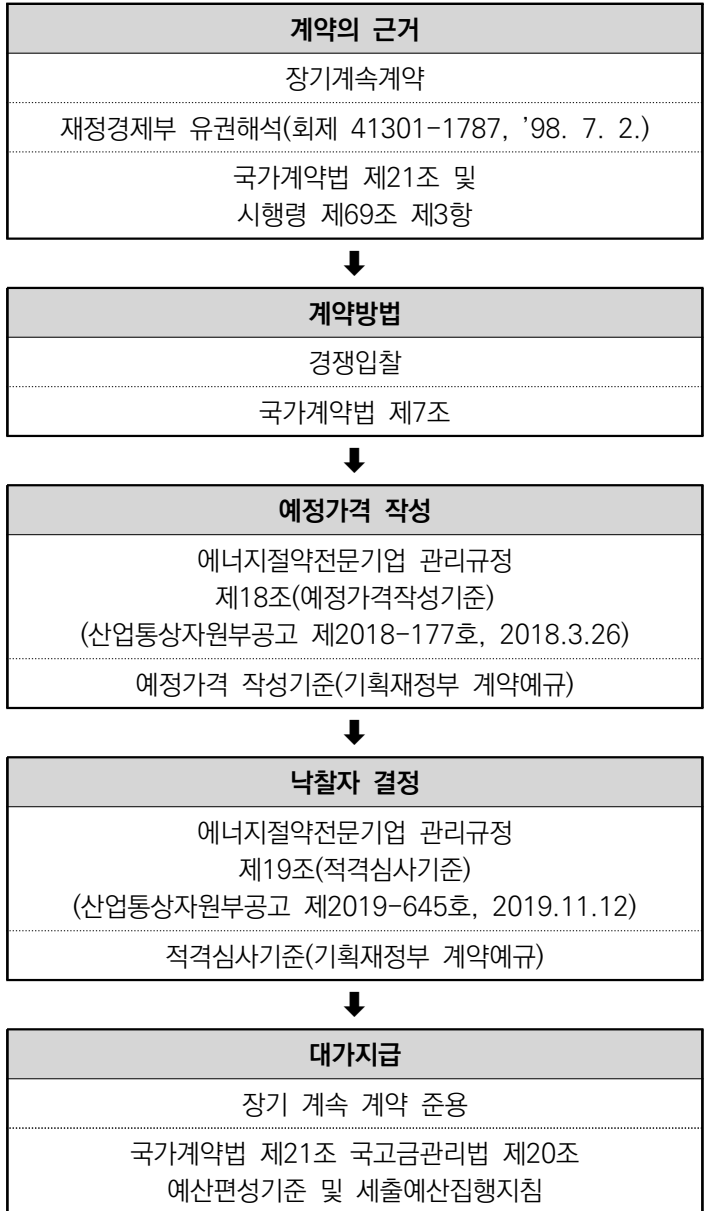 계약의 근거
장기계속계약
재정경제부 유권해석(회제 41301-1787, ’98. 7. 2.)
국가계약법 제21조 및
시행령 제69조 제3항
계약방법
경쟁입찰
국가계약법 제7조
예정가격 작성
에너지절약전문기업 관리규정
제18조(예정가격작성기준)
(산업통상자원부공고 제2018-177호, 2018.3.26)
예정가격 작성기준(기획재정부 계약예규)
낙찰자 결정
에너지절약전문기업 관리규정
제19조(적격심사기준)
(산업통상자원부공고 제2019-645호, 2019.11.12)
적격심사기준(기획재정부 계약예규)
대가지급
장기 계속 계약 준용
국가계약법 제21조 국고금관리법 제20조
예산편성기준 및 세출예산집행지침